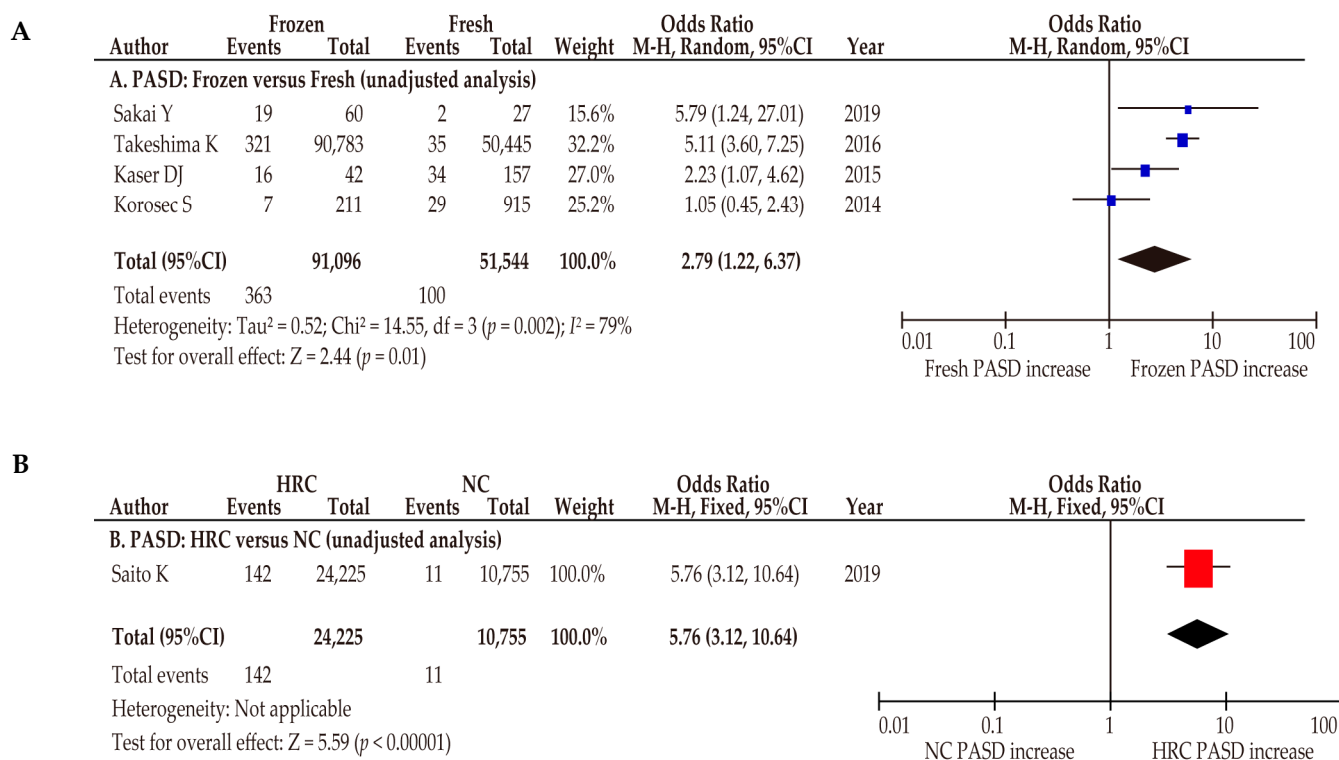 A
Frozen Fresh Odds Ratio Odds Ratio
Author Events Total Events Total Weight M-H, Random, 95%CI Year M-H, Random, 95%CI
A. PASD: Frozen versus Fresh (unadjusted analysis)
Sakai Y 19 60 2 27 15.6% 5.79 (1.24, 27.01) 2019
Takeshima K 321 90,783 35 50,445 32.2% 5.11 (3.60, 7.25) 2016
Kaser DJ 16 42 34 157 27.0% 2.23 (1.07, 4.62) 2015
Korosec S 7 211 29 915 25.2% 1.05 (0.45, 2.43) 2014
Total (95%CI) 91,096 51,544 100.0% 2.79 (1.22, 6.37)
Total events 363 100
Heterogeneity: Tau² = 0.52; Chi² = 14.55, df = 3 (p = 0.002); I² = 79%
Test for overall effect: Z = 2.44 (p = 0.01)
0.01 0.1 1 10 100
Fresh PASD increase Frozen PASD increase
B
HRC NC Odds Ratio Odds Ratio
Author Events Total Events Total Weight M-H, Fixed, 95%CI Year M-H, Fixed, 95%CI
B. PASD: HRC versus NC (unadjusted analysis)
Saito K 142 24,225 11 10,755 100.0% 5.76 (3.12, 10.64) 2019
Total (95%CI) 24,225 10,755 100.0% 5.76 (3.12, 10.64)
Total events 142 11
Heterogeneity: Not applicable
Test for overall effect: Z = 5.59 (p < 0.00001)
0.01 0.1 1 10 100
NC PASD increase HRC PASD increase